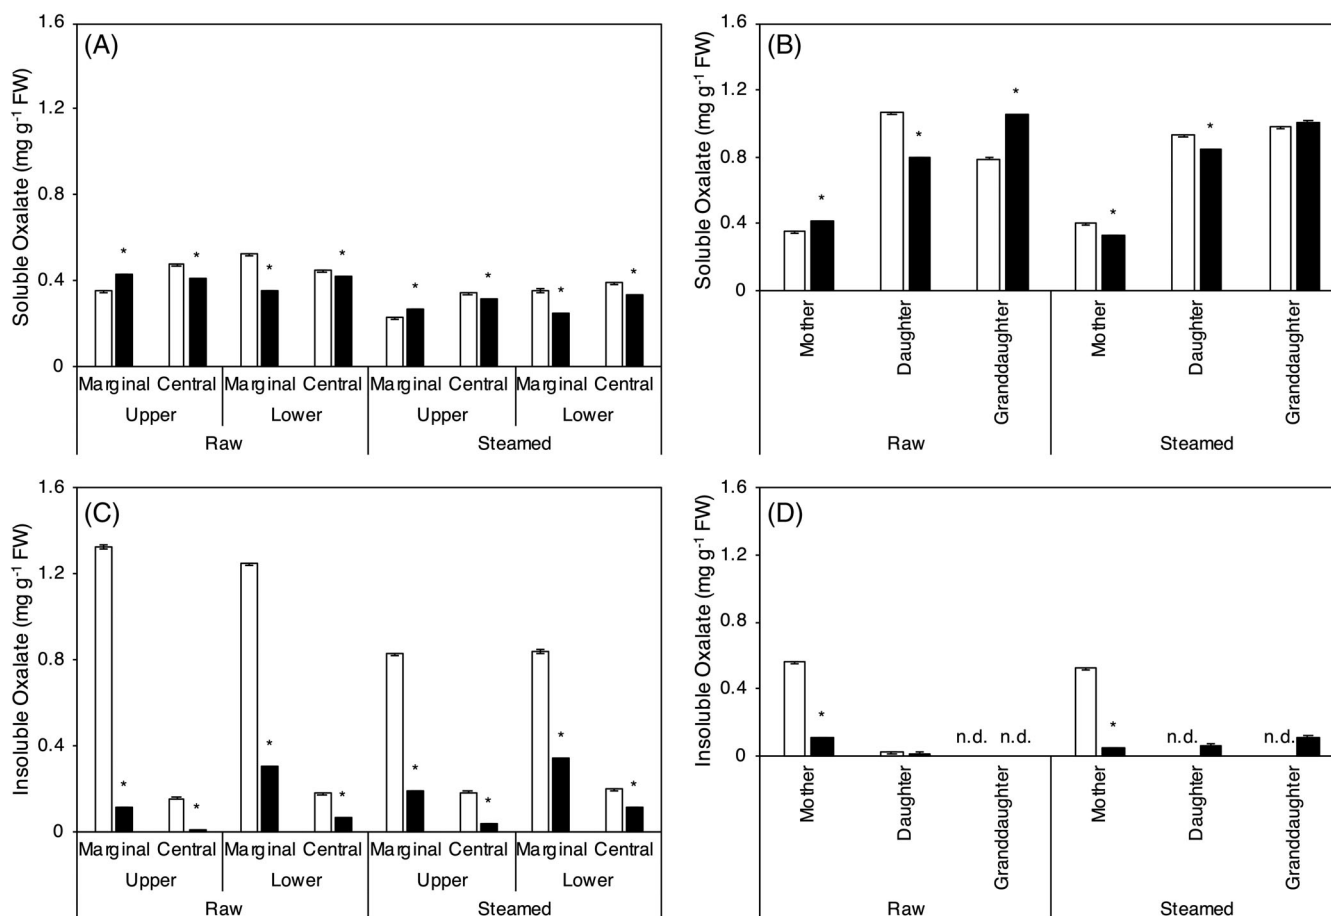 (A)
Soluble Oxalate (mg g⁻¹ FW)
1.6
1.2
0.8
0.4
0
* * * * * * * *
Marginal Central Marginal Central Marginal Central Marginal Central
Upper Lower Upper Lower
Raw Steamed
(B)
Soluble Oxalate (mg g⁻¹ FW)
1.6
1.2
0.8
0.4
0
* * * * *
Mother Daughter Granddaughter Mother Daughter Granddaughter
Raw Steamed
(C)
Insoluble Oxalate (mg g⁻¹ FW)
1.6
1.2
0.8
0.4
0
* * * * * * * *
Marginal Central Marginal Central Marginal Central Marginal Central
Upper Lower Upper Lower
Raw Steamed
(D)
Insoluble Oxalate (mg g⁻¹ FW)
1.6
1.2
0.8
0.4
0
* n.d. n.d. * n.d. n.d.
Mother Daughter Granddaughter Mother Daughter Granddaughter
Raw Steamed